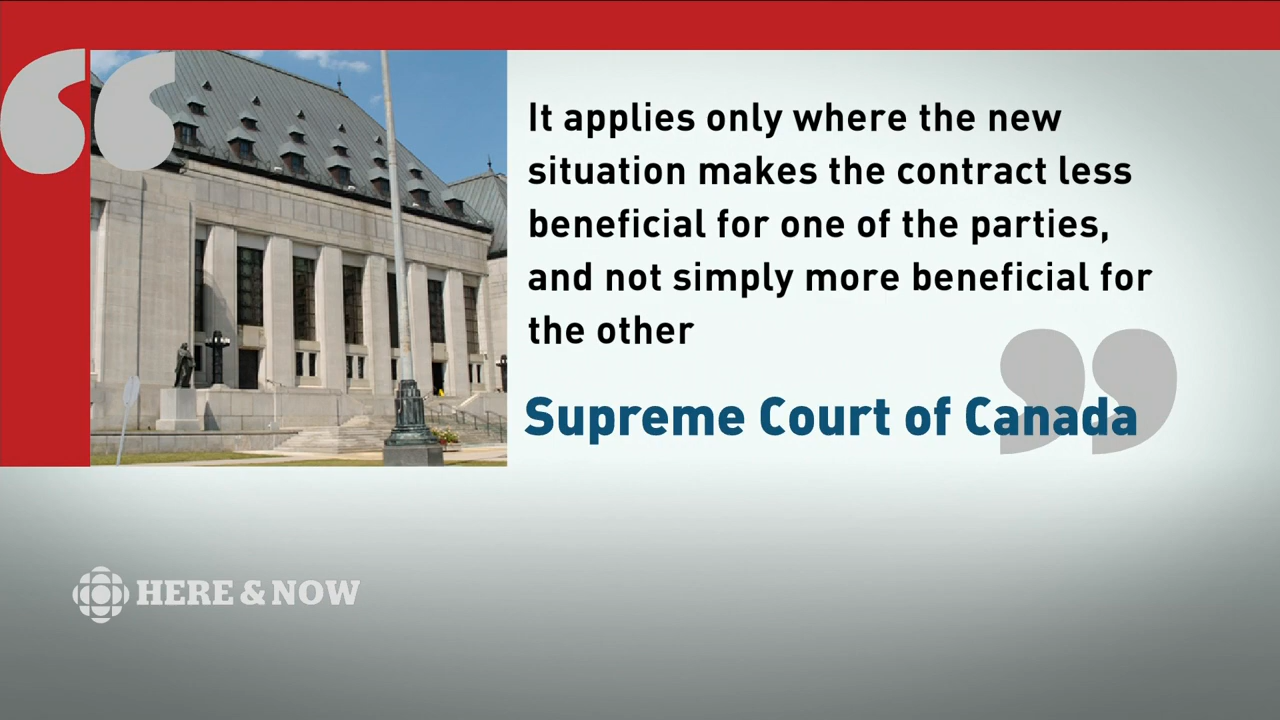 It applies only where the new
situation makes the contract less
beneficial for one of the parties,
and not simply more beneficial for
the other
Supreme Court of Canada
HERE & NOW